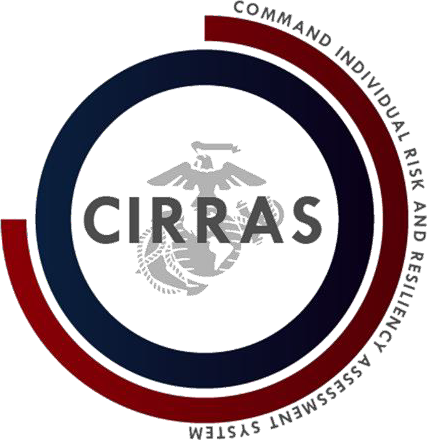 COMMAND INDIVIDUAL RISK AND RESILIENCY ASSESSMENT SYSTEM
CIRRAS